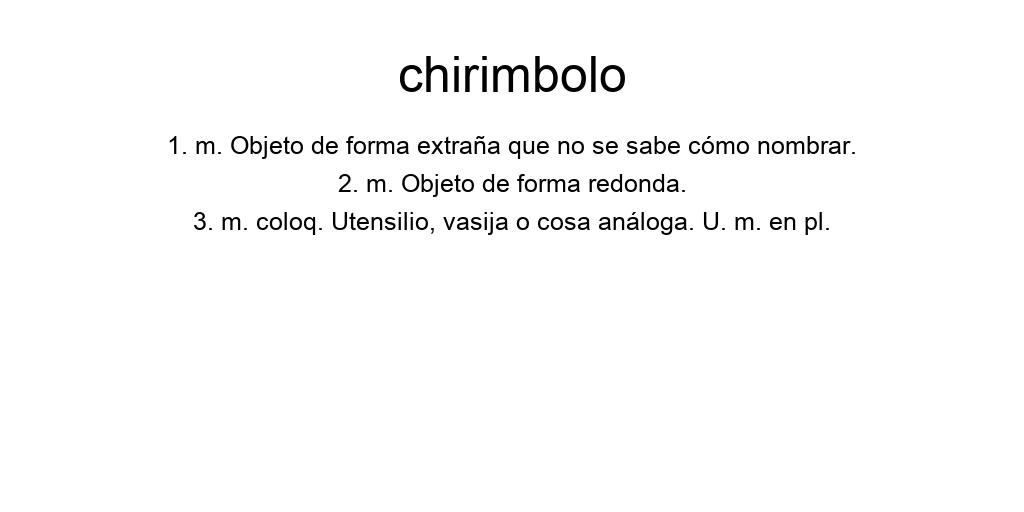 chirimbolo
1. m. Objeto de forma extraña que no se sabe cómo nombrar.
2. m. Objeto de forma redonda.
3. m. coloq. Utensilio, vasija o cosa análoga. U. m. en pl.